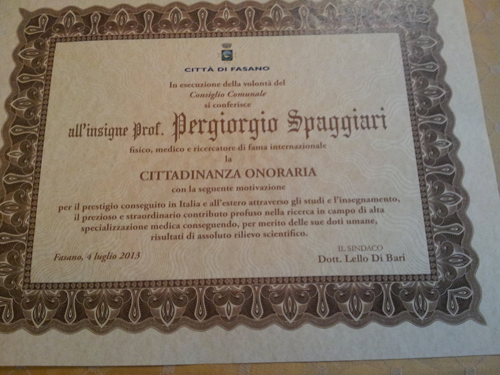 CITTÀ DI FASANO
In esecuzione della volontà del
Consiglio Comunale
si conferisce
all'insigne Prof. Pergiorgio Spaggiari
fisico, medico e ricercatore di fama internazionale
la
CITTADINANZA ONORARIA
con la seguente motivazione
per il prestigio conseguito in Italia e all'estero attraverso gli studi e l'insegnamento,
il prezioso e straordinario contributo profuso nella ricerca in campo di alta
specializzazione medica conseguendo, per merito delle sue doti umane,
risultati di assoluto rilievo scientifico.
Fasano, 4 luglio 2013
IL SINDACO
Dott. Lello Di Bari